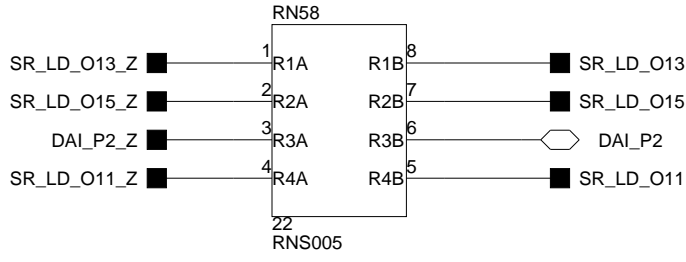 RN58
SR_LD_O13_Z 1 R1A R1B 8 SR_LD_O13
SR_LD_O15_Z 2 R2A R2B 7 SR_LD_O15
DAI_P2_Z 3 R3A R3B 6 DAI_P2
SR_LD_O11_Z 4 R4A R4B 5 SR_LD_O11
22
RNS005